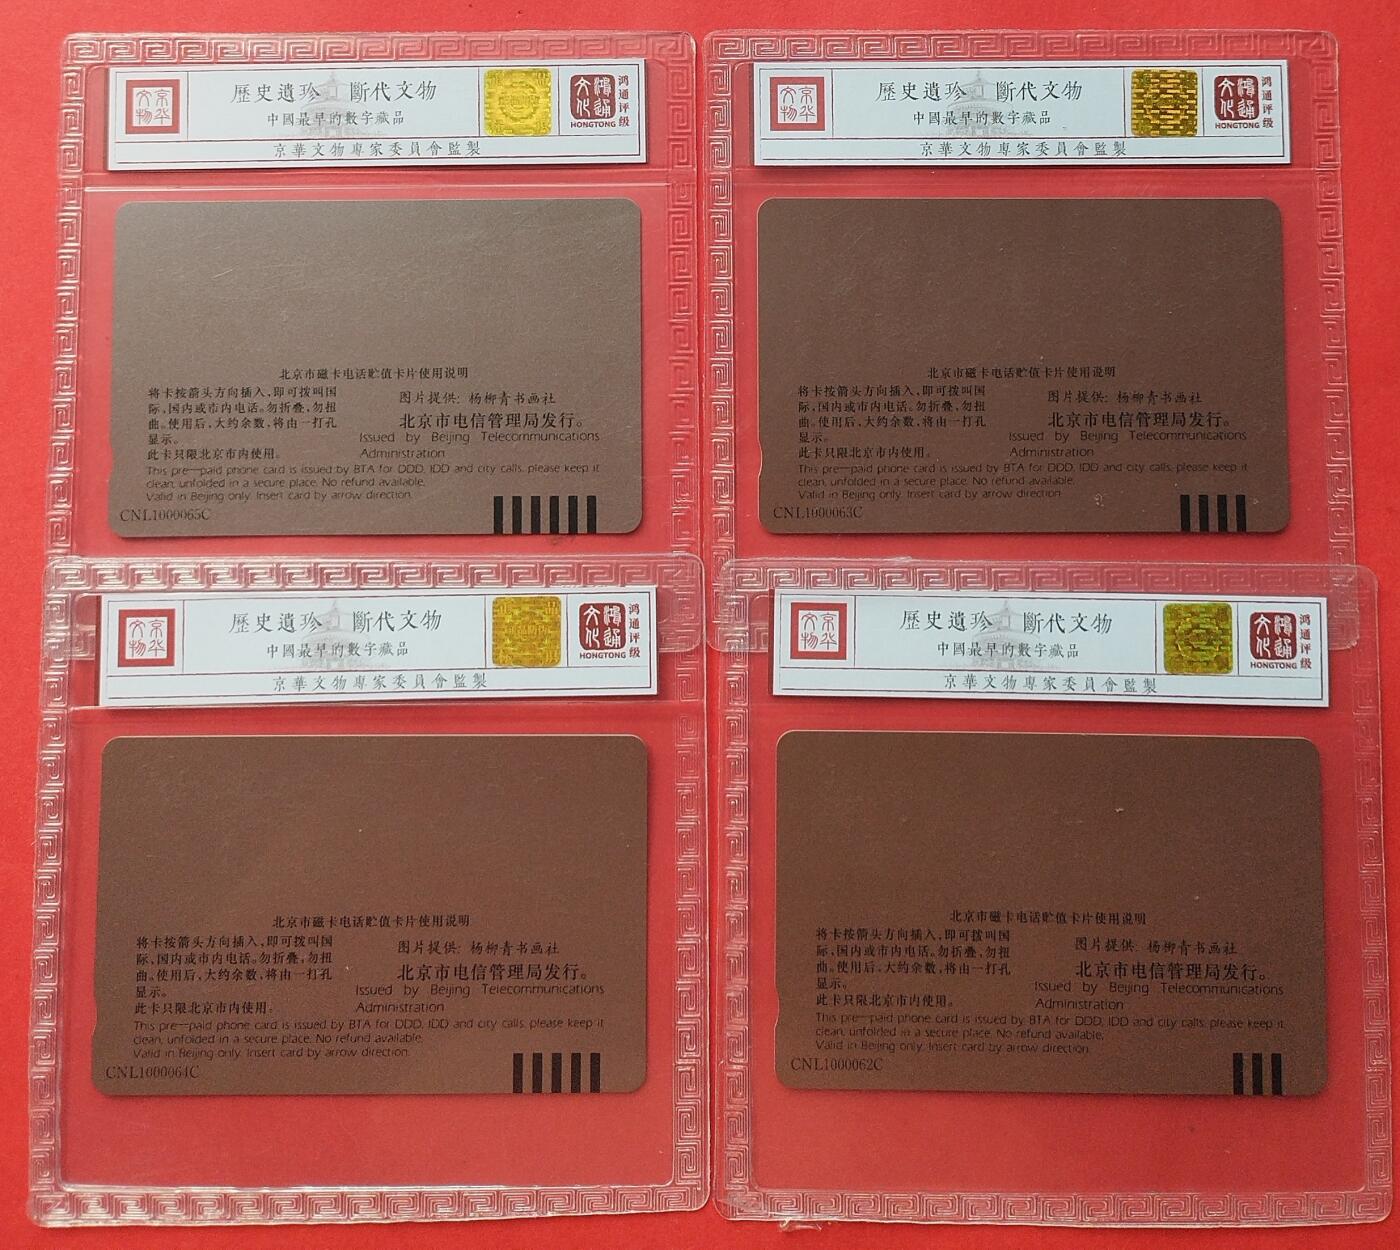 京华文物
歷史遺珍 斷代文物
中國最早的數字藏品
鴻通文化
HONGTONG
鸿通评级
京華文物專家委員會監製
北京市磁卡电话贮值卡片使用说明
将卡按箭头方向插入,即可拨叫国
际,国内或市内电话。勿折叠,勿扭
曲。使用后,大约余数,将由一打孔
显示。
此卡只限北京市内使用。
图片提供: 杨柳青书画社
北京市电信管理局发行。
Issued by Beijing Telecommunications
Administration
This pre—paid phone card is issued by BTA for DDD, IDD and city calls, please keep it
clean, unfolded in a secure place. No refund available.
Valid in Beijing only. Insert card by arrow direction.
CNL1000065C
京华文物
歷史遺珍 斷代文物
中國最早的數字藏品
鴻通文化
HONGTONG
鸿通评级
京華文物專家委員會監製
北京市磁卡电话贮值卡片使用说明
将卡按箭头方向插入,即可拨叫国
际,国内或市内电话。勿折叠,勿扭
曲。使用后,大约余数,将由一打孔
显示。
此卡只限北京市内使用。
图片提供: 杨柳青书画社
北京市电信管理局发行。
Issued by Beijing Telecommunications
Administration
This pre—paid phone card is issued by BTA for DDD, IDD and city calls, please keep it
clean, unfolded in a secure place. No refund available.
Valid in Beijing only. Insert card by arrow direction.
CNL1000063C
京华文物
歷史遺珍 斷代文物
中國最早的數字藏品
鴻通文化
HONGTONG
鸿通评级
京華文物專家委員會監製
北京市磁卡电话贮值卡片使用说明
将卡按箭头方向插入,即可拨叫国
际,国内或市内电话。勿折叠,勿扭
曲。使用后,大约余数,将由一打孔
显示。
此卡只限北京市内使用。
图片提供: 杨柳青书画社
北京市电信管理局发行。
Issued by Beijing Telecommunications
Administration
This pre—paid phone card is issued by BTA for DDD, IDD and city calls, please keep it
clean, unfolded in a secure place. No refund available.
Valid in Beijing only. Insert card by arrow direction.
CNL1000064C
京华文物
歷史遺珍 斷代文物
中國最早的數字藏品
鴻通文化
HONGTONG
鸿通评级
京華文物專家委員會監製
北京市磁卡电话贮值卡片使用说明
将卡按箭头方向插入,即可拨叫国
际,国内或市内电话。勿折叠,勿扭
曲。使用后,大约余数,将由一打孔
显示。
此卡只限北京市内使用。
图片提供: 杨柳青书画社
北京市电信管理局发行。
Issued by Beijing Telecommunications
Administration
This pre—paid phone card is issued by BTA for DDD, IDD and city calls, please keep it
clean, unfolded in a secure place. No refund available.
Valid in Beijing only. Insert card by arrow direction.
CNL1000062C